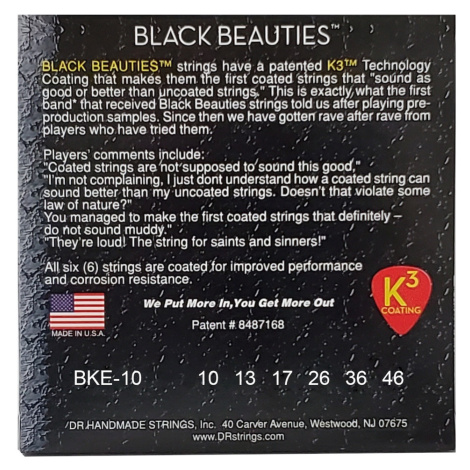 BLACK BEAUTIES™
BLACK BEAUTIES™ strings have a patented K3™ Technology
Coating that makes them the first coated strings that "sound as
good or better than uncoated strings." This is exactly what the first
band* that received Black Beauties strings told us after playing pre-
production samples. Since then we have gotten rave after rave from
players who have tried them.
Players' comments include:
"Coated strings are not supposed to sound this good,"
"I'm not complaining, I just dont understand how a coated string can
sound better than my uncoated strings. Doesn't that violate some
law of nature?"
You managed to make the first coated strings that definitely –
do not sound muddy."
"They're loud! The string for saints and sinners!"
All six (6) strings are coated for improved performance
and corrosion resistance.
K3
COATING
We Put More In,You Get More Out
MADE IN U.S.A.
Patent # 8487168
BKE-10 10 13 17 26 36 46
DR HANDMADE STRINGS, Inc. 40 Carver Avenue, Westwood, NJ 07675
www.DRstrings.com